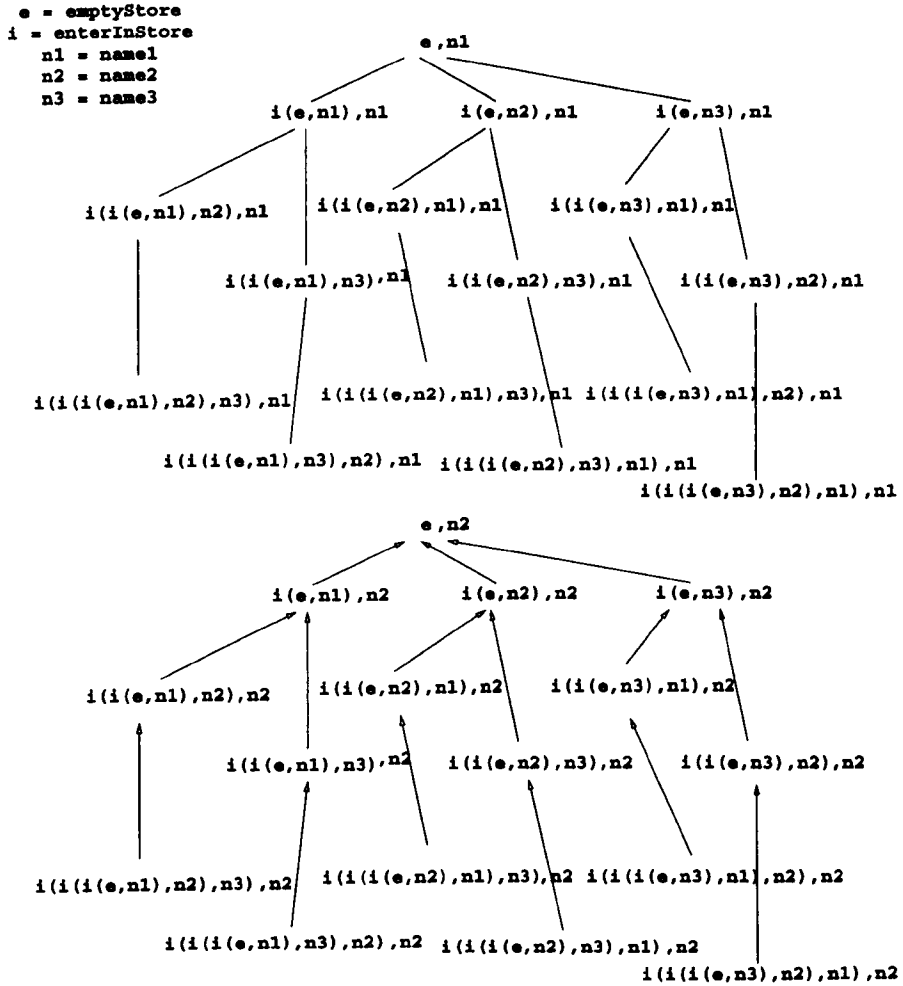 e = emptyStore
i = enterInStore
n1 = name1
n2 = name2
n3 = name3
e,n1
i(e,n1),n1
i(e,n2),n1
i(e,n3),n1
i(i(e,n1),n2),n1
i(i(e,n2),n1),n1
i(i(e,n3),n1),n1
i(i(e,n1),n3),n1
i(i(e,n2),n3),n1
i(i(e,n3),n2),n1
i(i(i(e,n1),n2),n3),n1
i(i(i(e,n2),n1),n3),n1
i(i(i(e,n3),n1),n2),n1
i(i(i(e,n1),n3),n2),n1
i(i(i(e,n2),n3),n1),n1
i(i(i(e,n3),n2),n1),n1
e,n2
i(e,n1),n2
i(e,n2),n2
i(e,n3),n2
i(i(e,n1),n2),n2
i(i(e,n2),n1),n2
i(i(e,n3),n1),n2
i(i(e,n1),n3),n2
i(i(e,n2),n3),n2
i(i(e,n3),n2),n2
i(i(i(e,n1),n2),n3),n2
i(i(i(e,n2),n1),n3),n2
i(i(i(e,n3),n1),n2),n2
i(i(i(e,n1),n3),n2),n2
i(i(i(e,n2),n3),n1),n2
i(i(i(e,n3),n2),n1),n2